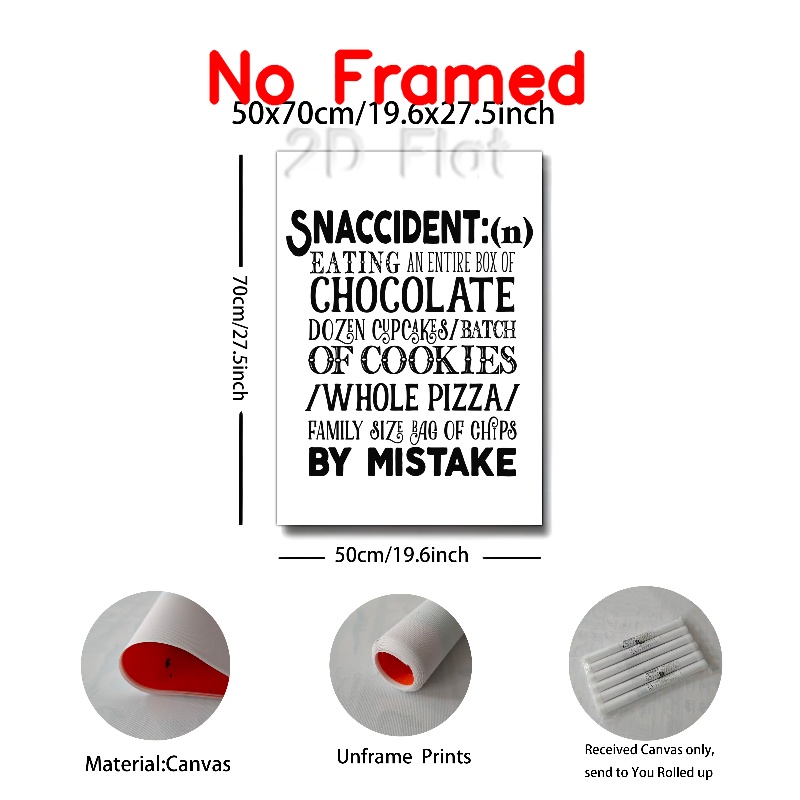 No Framed
50x70cm/19.6x27.5inch
2D Flat
SNACCIDENT:(n)
EATING AN ENTIRE BOX OF
CHOCOLATE
DOZEN CUPCAKES/BATCH
OF COOKIES
/WHOLE PIZZA/
FAMILY SIZE BAG OF CHIPS
BY MISTAKE
70cm/27.5inch
50cm/19.6inch
Material:Canvas
Unframe Prints
Received Canvas only,
send to You Rolled up